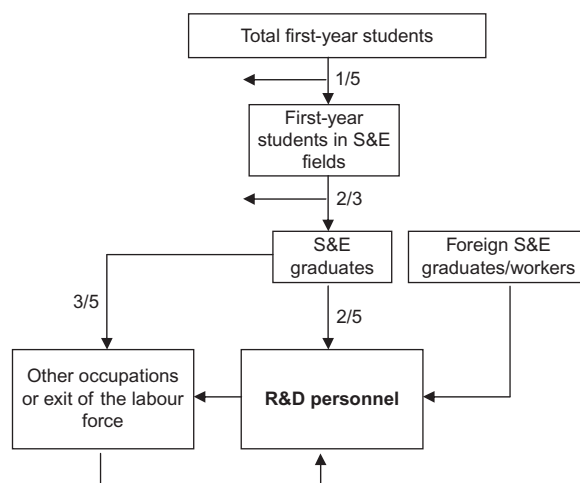 Total first-year students
1/5
First-year
students in S&E
fields
2/3
S&E
graduates
Foreign S&E
graduates/workers
3/5
2/5
Other occupations
or exit of the labour
force
R&D personnel